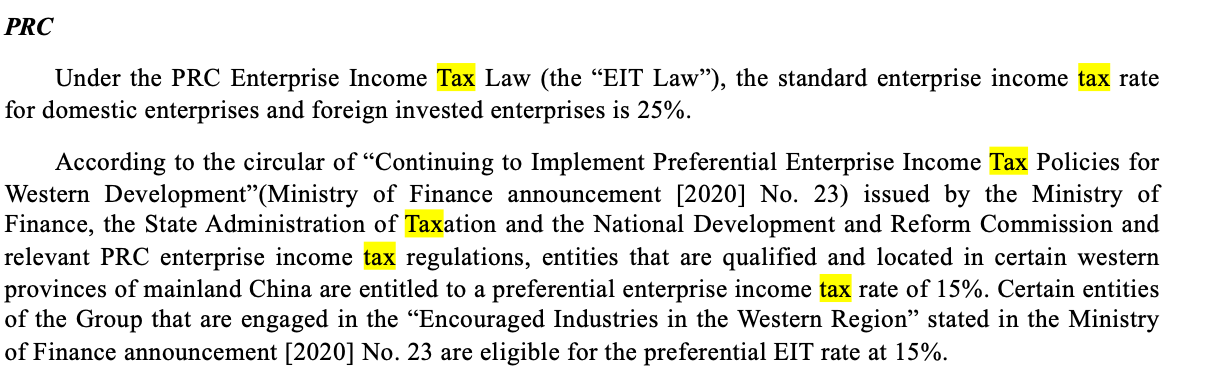 PRC
Under the PRC Enterprise Income Tax Law (the “EIT Law”), the standard enterprise income tax rate
for domestic enterprises and foreign invested enterprises is 25%.
According to the circular of “Continuing to Implement Preferential Enterprise Income Tax Policies for
Western Development”(Ministry of Finance announcement [2020] No. 23) issued by the Ministry of
Finance, the State Administration of Taxation and the National Development and Reform Commission and
relevant PRC enterprise income tax regulations, entities that are qualified and located in certain western
provinces of mainland China are entitled to a preferential enterprise income tax rate of 15%. Certain entities
of the Group that are engaged in the “Encouraged Industries in the Western Region” stated in the Ministry
of Finance announcement [2020] No. 23 are eligible for the preferential EIT rate at 15%.